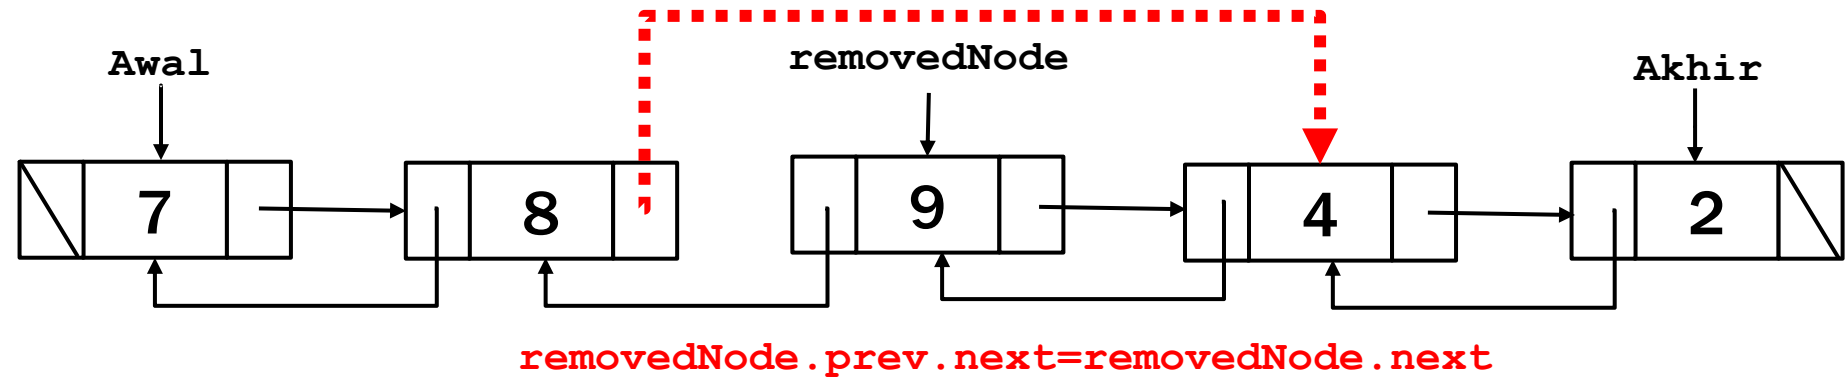 Awal removedNode Akhir
7 8 9 4 2
removedNode.prev.next=removedNode.next